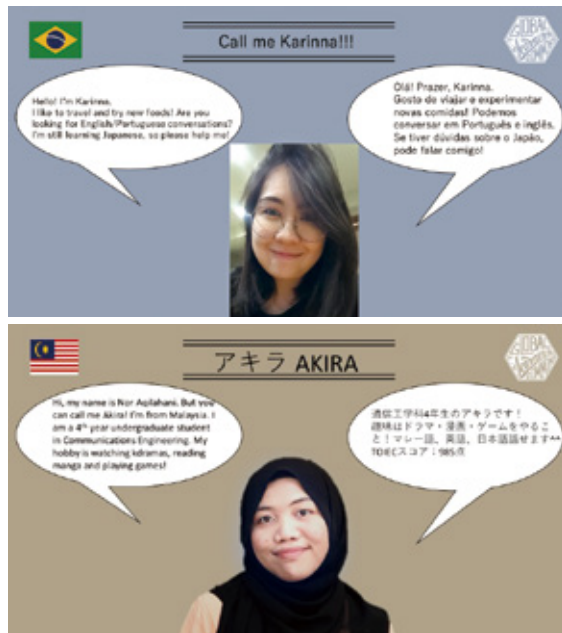 Call me Karinna!!!
Hello! I'm Karinna.
I like to travel and try new foods! Are you
looking for English/Portuguese conversations?
I'm still learning Japanese, so please help me!
Olá! Prazer, Karinna.
Gosto de viajar e experimentar
novas comidas! Podemos
conversar em Português e inglês.
Se tiver dúvidas sobre o Japão,
pode falar comigo!
アキラ AKIRA
Hi, my name is Nor Aqilahani. But you
can call me Akira! I'm from Malaysia. I
am a 4th year undergraduate student
in Communications Engineering. My
hobby is watching kdramas, reading
manga and playing games!
通信工学科4年生のアキラです！
趣味はドラマ・漫画・ゲームをやるこ
と！マレー語、英語、日本語話せます^^
TOIECスコア：985点